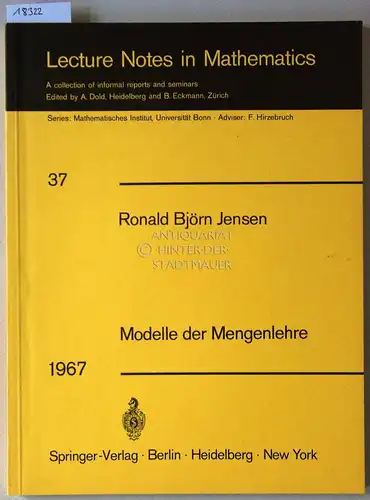 18322
Lecture Notes in Mathematics
A collection of informal reports and seminars
Edited by A. Dold, Heidelberg and B. Eckmann, Zürich
Series: Mathematisches Institut, Universität Bonn · Adviser: F. Hirzebruch
37
Ronald Björn Jensen
ANTIQUARIAT
HINTER·DER·
STADTMAUER
Modelle der Mengenlehre
1967
Springer-Verlag · Berlin · Heidelberg · New York